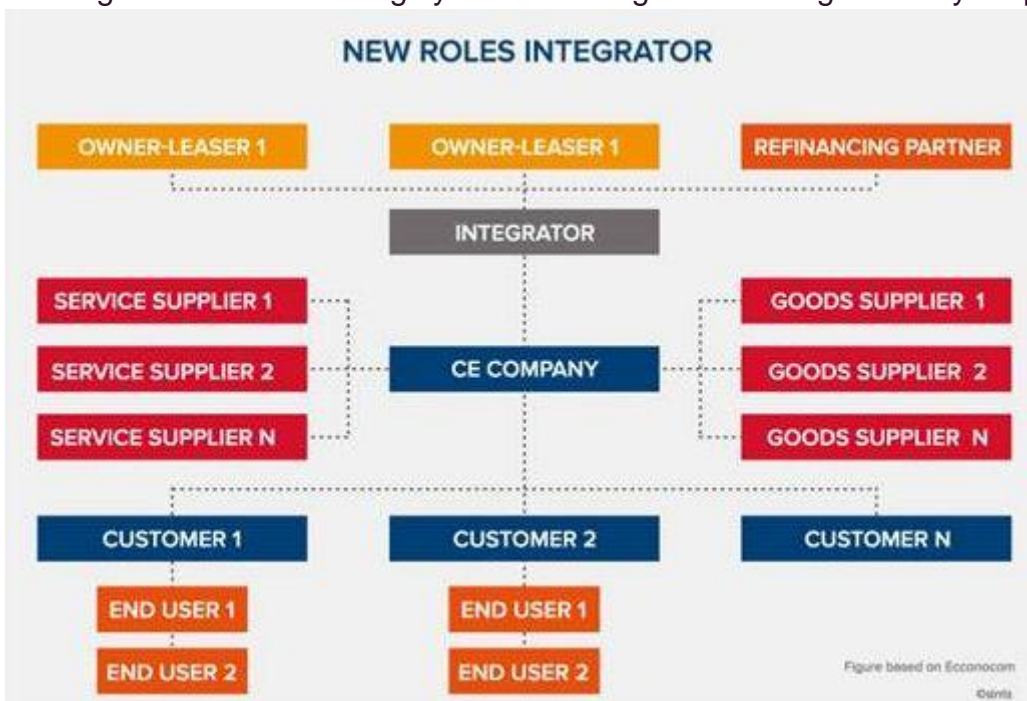 NEW ROLES INTEGRATOR
OWNER-LEASER 1
OWNER-LEASER 1
REFINANCING PARTNER
INTEGRATOR
SERVICE SUPPLIER 1
GOODS SUPPLIER 1
SERVICE SUPPLIER 2
CE COMPANY
GOODS SUPPLIER 2
SERVICE SUPPLIER N
GOODS SUPPLIER N
CUSTOMER 1
CUSTOMER 2
CUSTOMER N
END USER 1
END USER 1
END USER 2
END USER 2
Figure based on Ecconocom